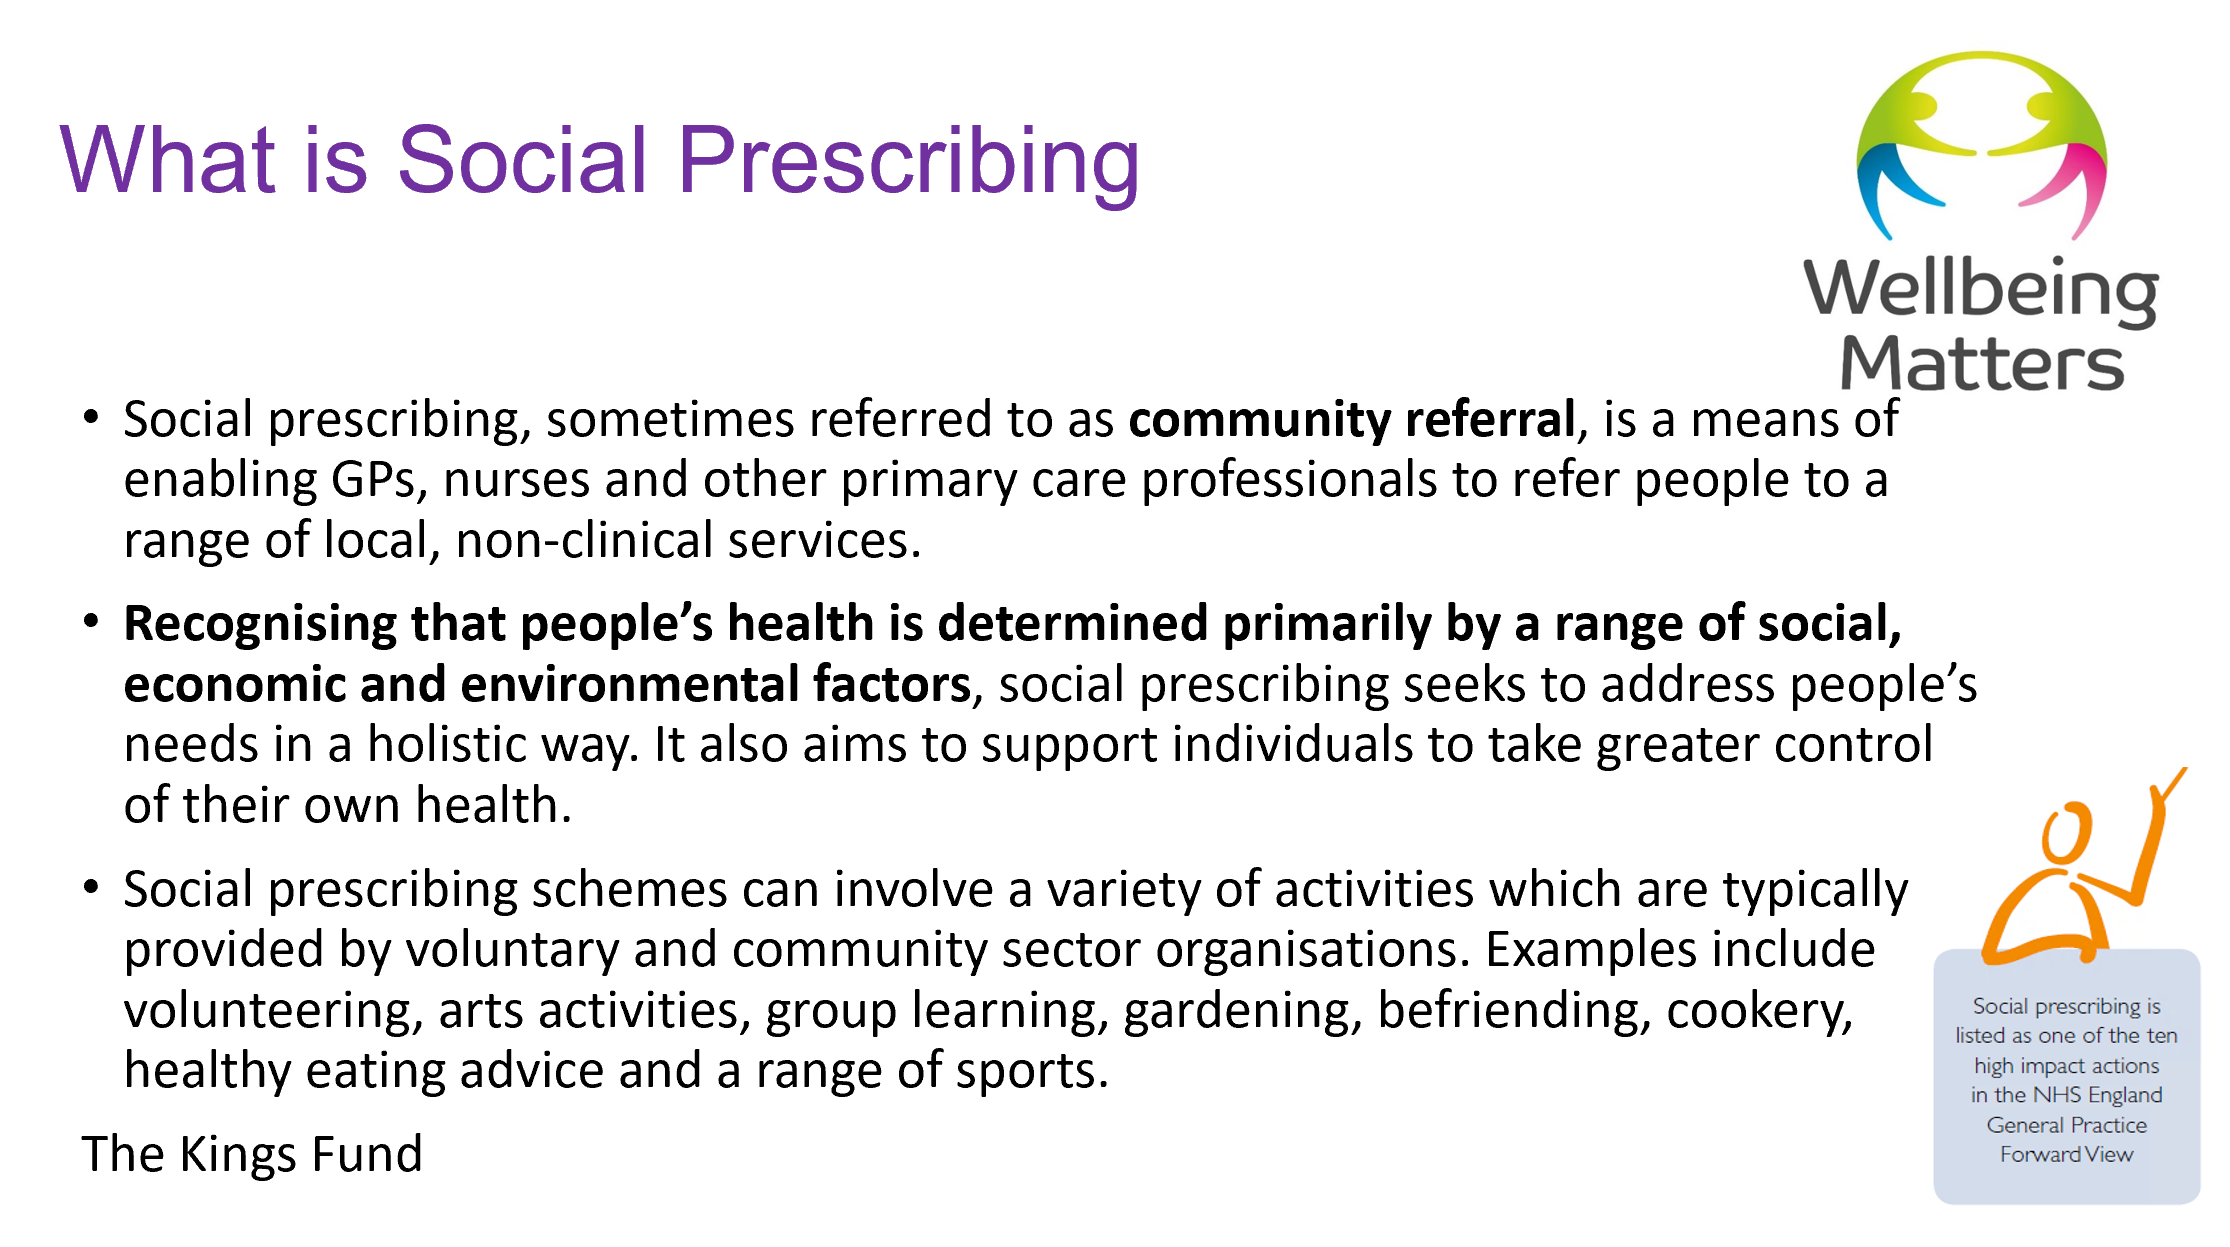 What is Social Prescribing
Wellbeing
Matters
• Social prescribing, sometimes referred to as community referral, is a means of
enabling GPs, nurses and other primary care professionals to refer people to a
range of local, non-clinical services.
• Recognising that people’s health is determined primarily by a range of social,
economic and environmental factors, social prescribing seeks to address people’s
needs in a holistic way. It also aims to support individuals to take greater control
of their own health.
• Social prescribing schemes can involve a variety of activities which are typically
provided by voluntary and community sector organisations. Examples include
volunteering, arts activities, group learning, gardening, befriending, cookery,
healthy eating advice and a range of sports.
The Kings Fund
Social prescribing is
listed as one of the ten
high impact actions
in the NHS England
General Practice
Forward View